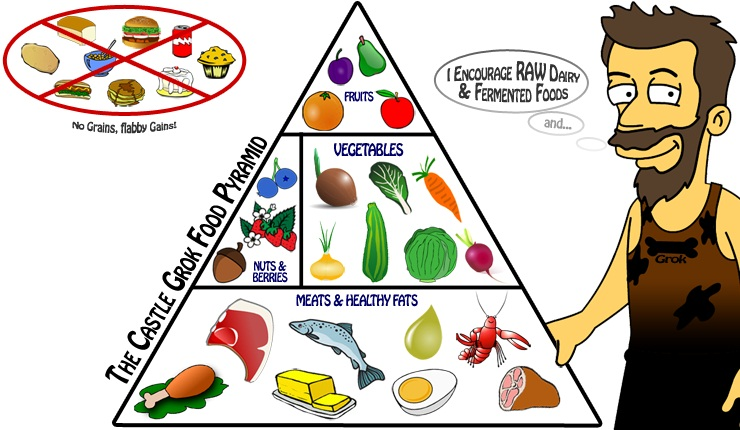 No Grains, flabby Gains!
The Castle Grok Food Pyramid
FRUITS
VEGETABLES
NUTS &
BERRIES
MEATS & HEALTHY FATS
I ENCOURAGE RAW DAIRY
& FERMENTED FOODS
and...
Grok